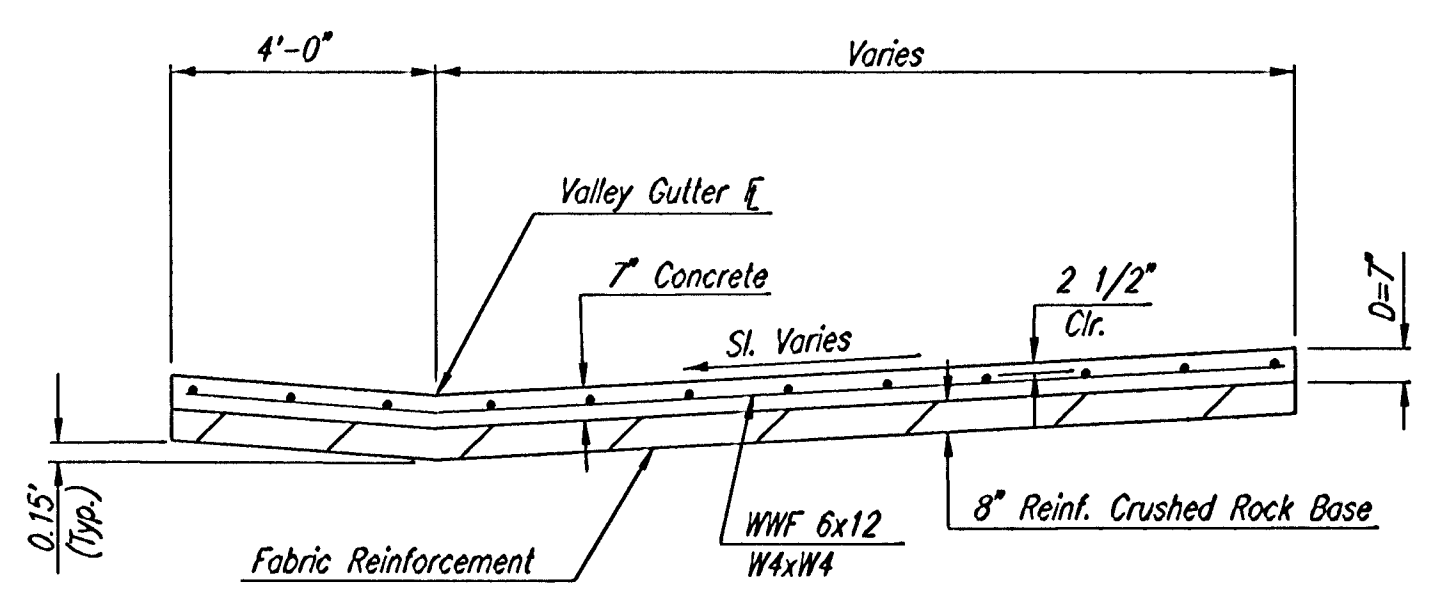 4'-0"
Varies
Valley Gutter ℄
7" Concrete
2 1/2"
Clr.
D=7"
Sl. Varies
0.15'
(Typ.)
8" Reinf. Crushed Rock Base
WWF 6x12
W4xW4
Fabric Reinforcement